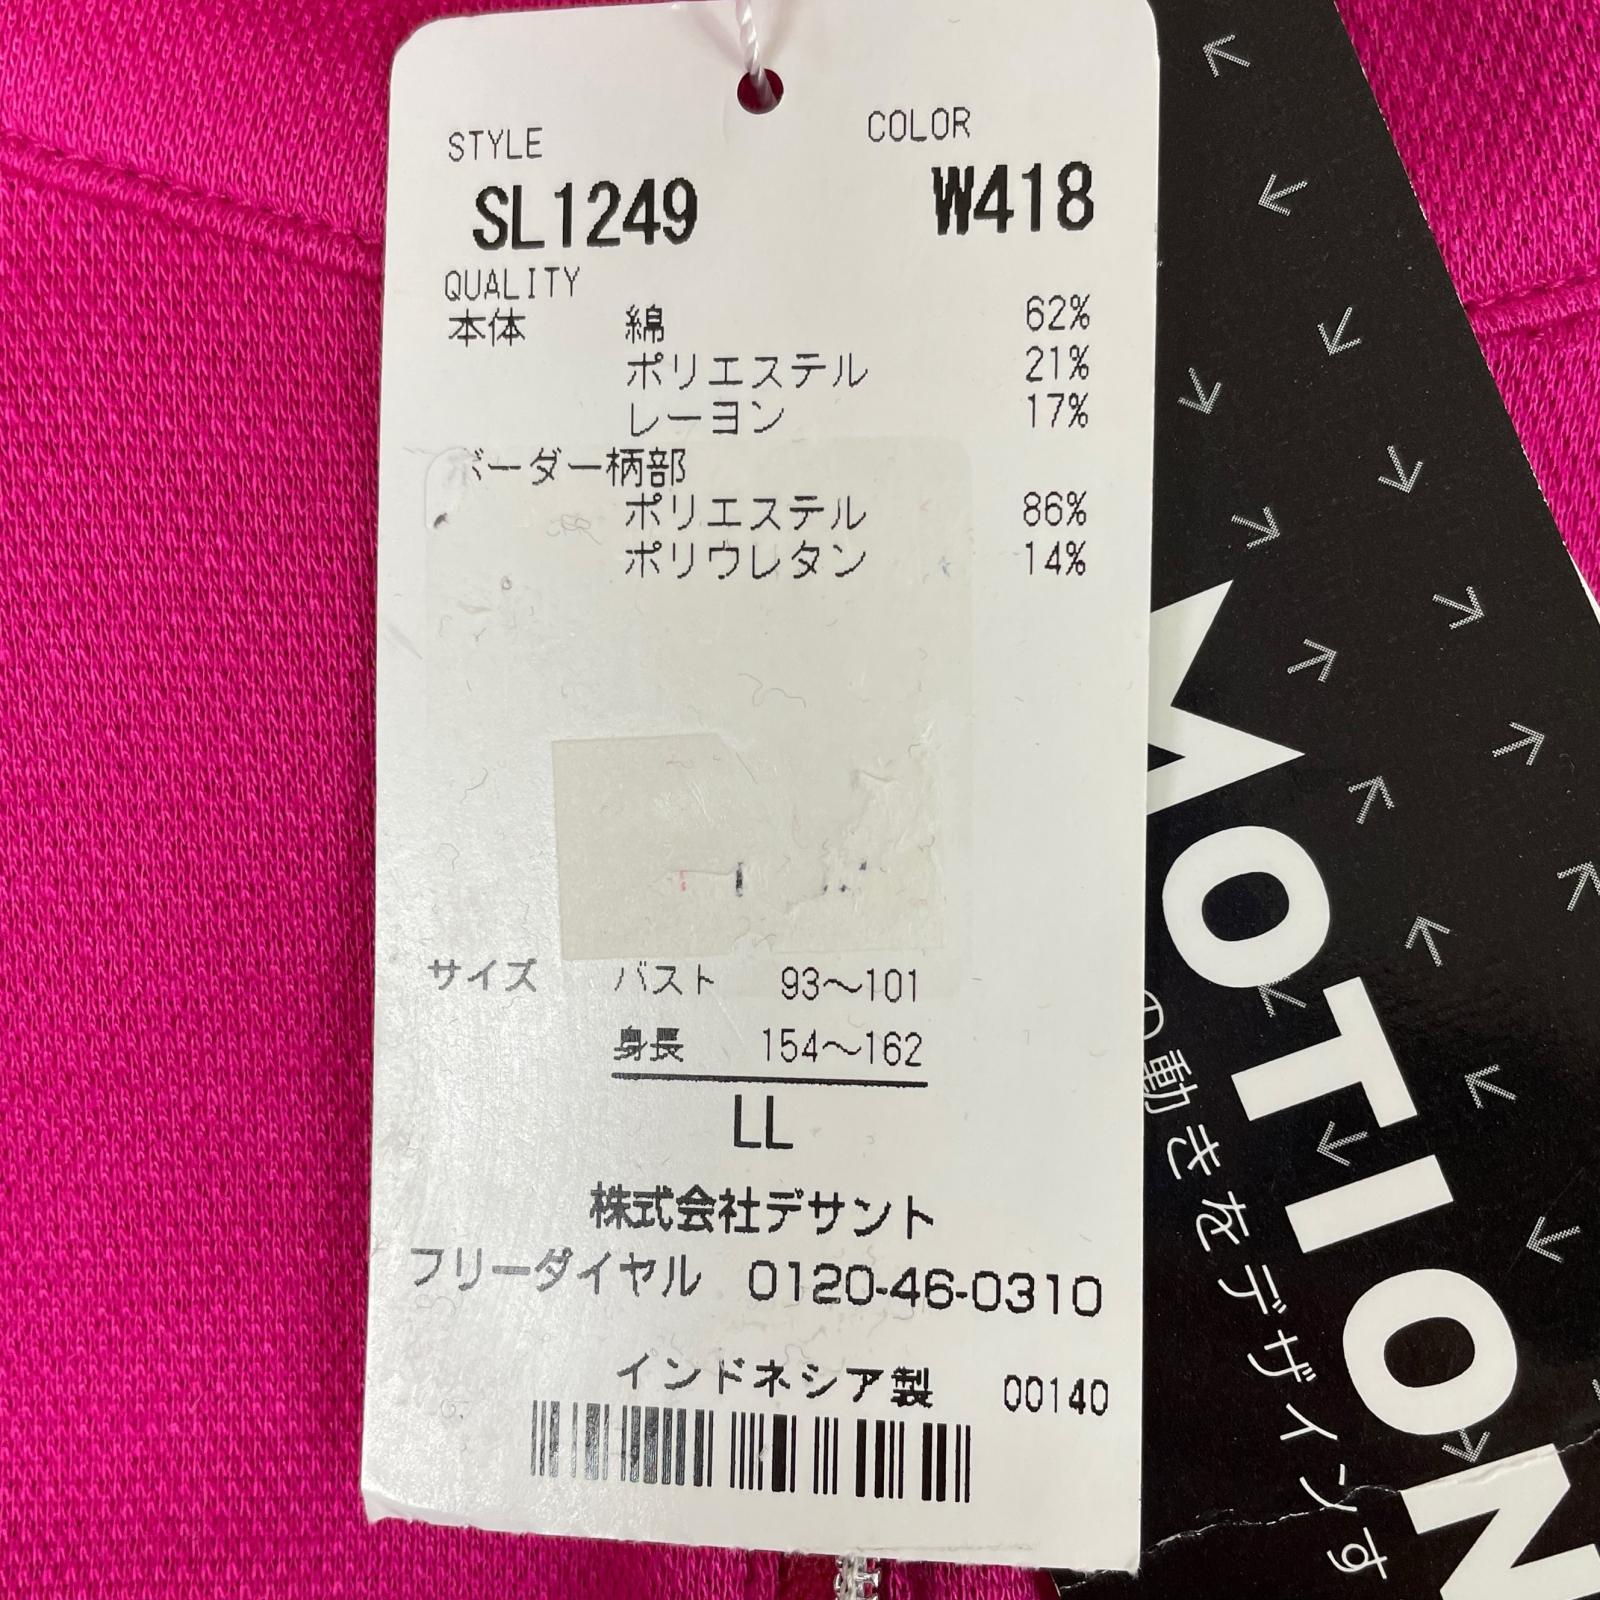 STYLE COLOR
SL1249 W418
QUALITY
本体 綿 62%
ポリエステル 21%
レーヨン 17%
ボーダー柄部
ポリエステル 86%
ポリウレタン 14%
サイズ バスト 93〜101
身長 154〜162
LL
株式会社デサント
フリーダイヤル 0120-46-0310
インドネシア製 00140
MOTION
の動きをデザインす